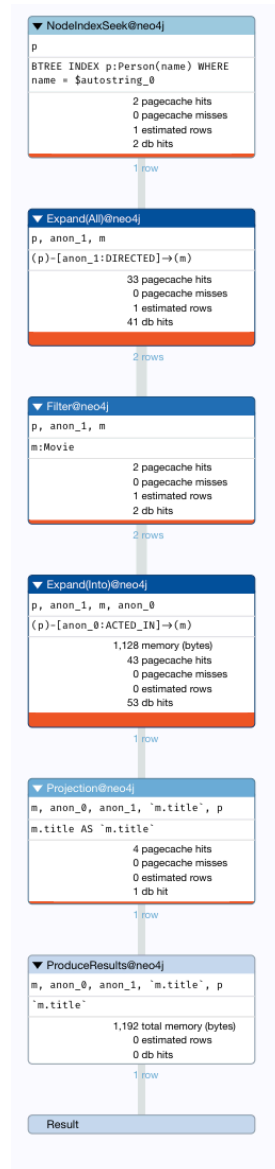 ▼ NodeIndexSeek@neo4j
p
BTREE INDEX p:Person(name) WHERE
name = $autostring_0
2 pagecache hits
0 pagecache misses
1 estimated rows
2 db hits
1 row
▼ Expand(All)@neo4j
p, anon_1, m
(p)-[anon_1:DIRECTED]→(m)
33 pagecache hits
0 pagecache misses
1 estimated rows
41 db hits
2 rows
▼ Filter@neo4j
p, anon_1, m
m:Movie
2 pagecache hits
0 pagecache misses
1 estimated rows
2 db hits
2 rows
▼ Expand(Into)@neo4j
p, anon_1, m, anon_0
(p)-[anon_0:ACTED_IN]→(m)
1,128 memory (bytes)
43 pagecache hits
0 pagecache misses
0 estimated rows
53 db hits
1 row
▼ Projection@neo4j
m, anon_0, anon_1, `m.title`, p
m.title AS `m.title`
4 pagecache hits
0 pagecache misses
0 estimated rows
1 db hit
1 row
▼ ProduceResults@neo4j
m, anon_0, anon_1, `m.title`, p
`m.title`
1,192 total memory (bytes)
0 estimated rows
0 db hits
1 row
Result